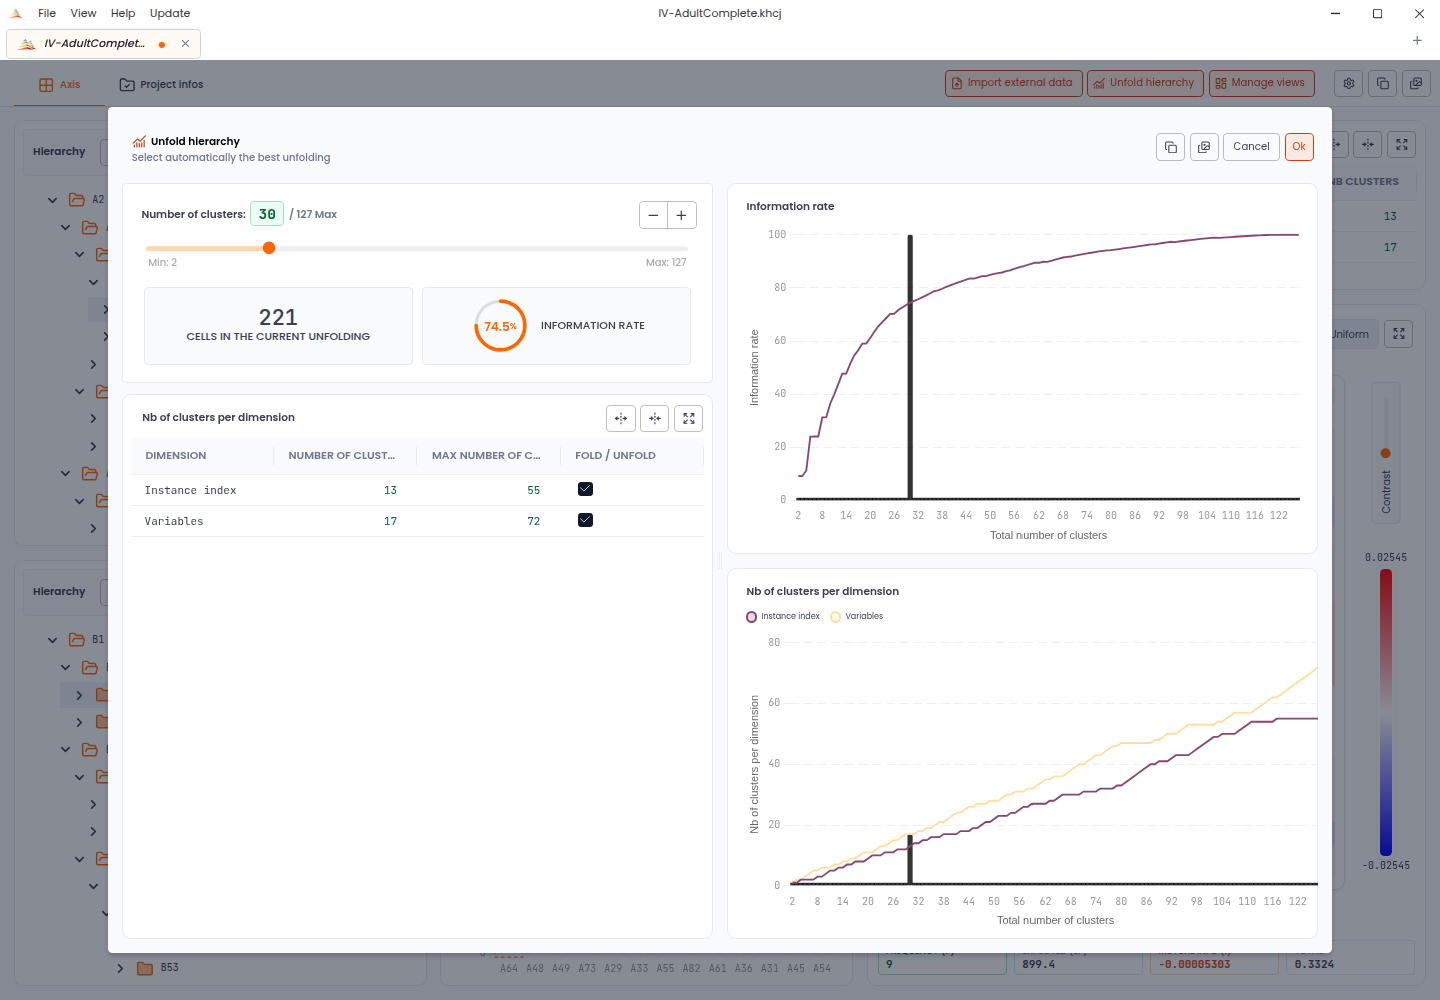 File View Help Update
IV-AdultComplete.khcj
IV-AdultComplet...
Axis
Project infos
Import external data
Unfold hierarchy
Manage views
Hierarchy
A2
NB CLUSTERS
13
17
Uniform
Contrast
0.02545
-0.02545
Hierarchy
B1
B53
A64 A48 A49 A73 A29 A33 A55 A82 A61 A36 A31 A45 A54
9
899.4
-0.00005303
0.3324
Unfold hierarchy
Select automatically the best unfolding
Cancel
Ok
Number of clusters: 30 / 127 Max
Min: 2
Max: 127
221
CELLS IN THE CURRENT UNFOLDING
74.5%
INFORMATION RATE
Nb of clusters per dimension
DIMENSION NUMBER OF CLUST... MAX NUMBER OF C... FOLD / UNFOLD
Instance index 13 55
Variables 17 72
Information rate
100
80
60
40
20
0
Information rate
2 8 14 20 26 32 38 44 50 56 62 68 74 80 86 92 98 104 110 116 122
Total number of clusters
Nb of clusters per dimension
Instance index Variables
80
60
40
20
0
Nb of clusters per dimension
2 8 14 20 26 32 38 44 50 56 62 68 74 80 86 92 98 104 110 116 122
Total number of clusters